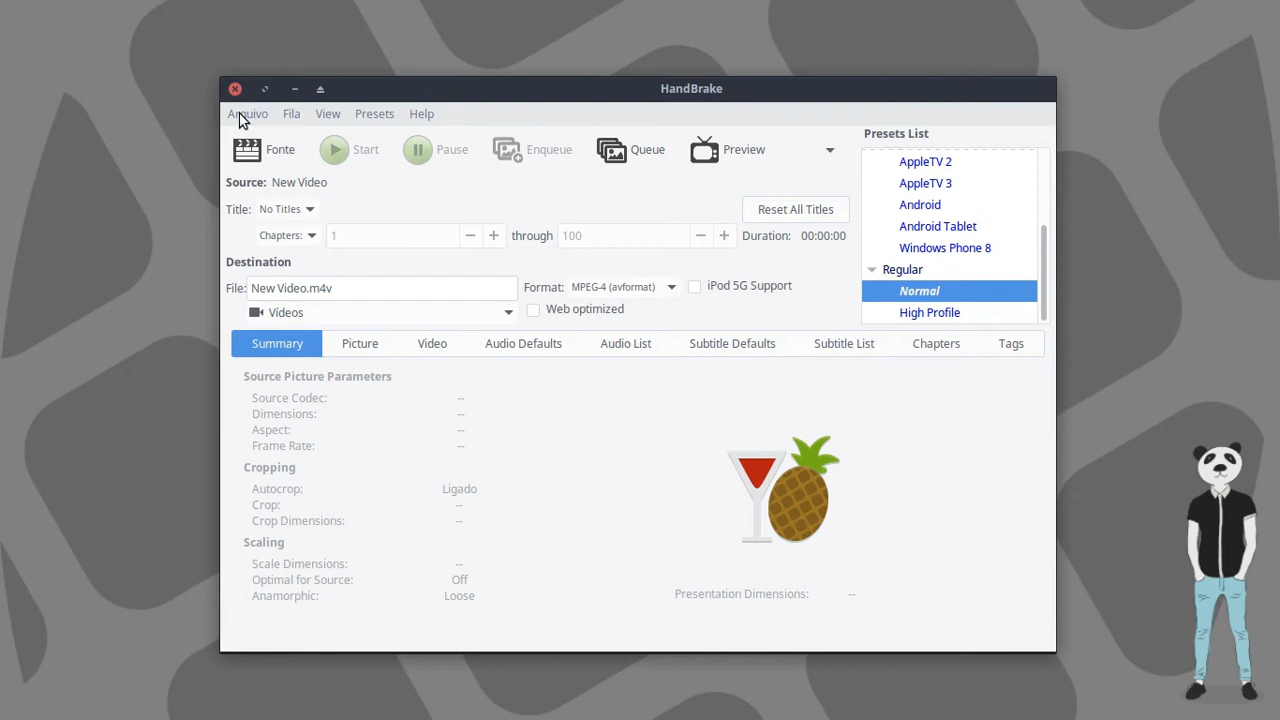 HandBrake
Arquivo Fila View Presets Help
Fonte Start Pause Enqueue Queue Preview
Presets List
AppleTV 2
AppleTV 3
Android
Android Tablet
Windows Phone 8
Regular
Normal
High Profile
Source: New Video
Title: No Titles Reset All Titles
Chapters: 1 through 100 Duration: 00:00:00
Destination
File: New Video.m4v Format: MPEG-4 (avformat) iPod 5G Support
Vídeos Web optimized
Summary Picture Video Audio Defaults Audio List Subtitle Defaults Subtitle List Chapters Tags
Source Picture Parameters
Source Codec: --
Dimensions: --
Aspect: --
Frame Rate: --
Cropping
Autocrop: Ligado
Crop: --
Crop Dimensions: --
Scaling
Scale Dimensions: --
Optimal for Source: Off
Anamorphic: Loose
Presentation Dimensions: --